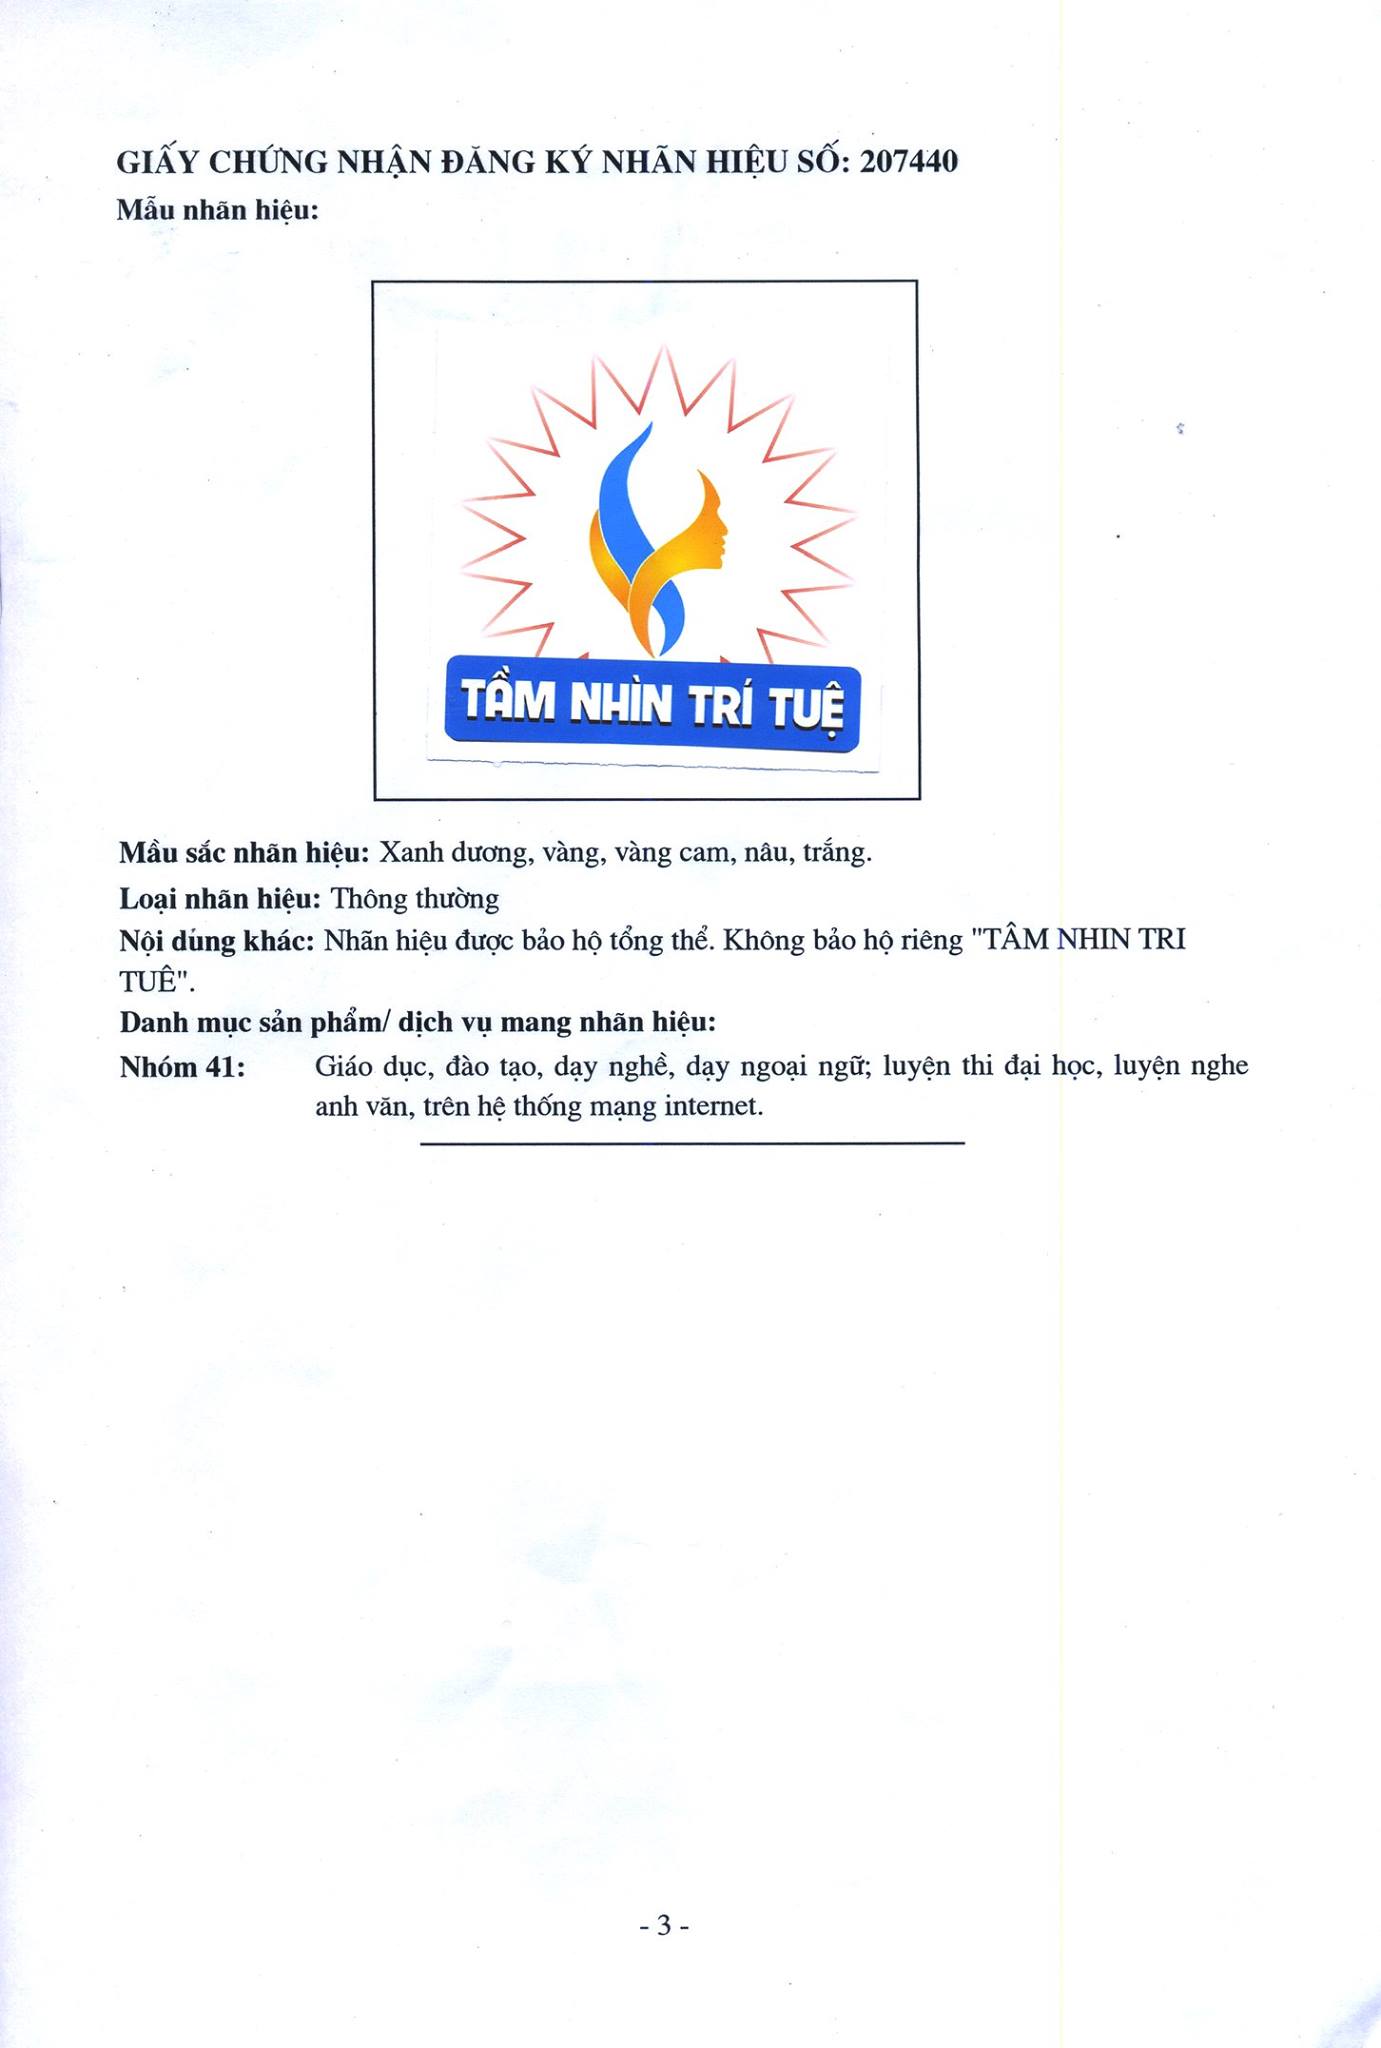 GIẤY CHỨNG NHẬN ĐĂNG KÝ NHÃN HIỆU SỐ: 207440
Mẫu nhãn hiệu:
TẦM NHÌN TRÍ TUỆ
Mầu sắc nhãn hiệu: Xanh dương, vàng, vàng cam, nâu, trắng.
Loại nhãn hiệu: Thông thường
Nội dung khác: Nhãn hiệu được bảo hộ tổng thể. Không bảo hộ riêng "TÂM NHIN TRI
TUÊ".
Danh mục sản phẩm/ dịch vụ mang nhãn hiệu:
Nhóm 41: Giáo dục, đào tạo, dạy nghề, dạy ngoại ngữ; luyện thi đại học, luyện nghe
anh văn, trên hệ thống mạng internet.
- 3 -